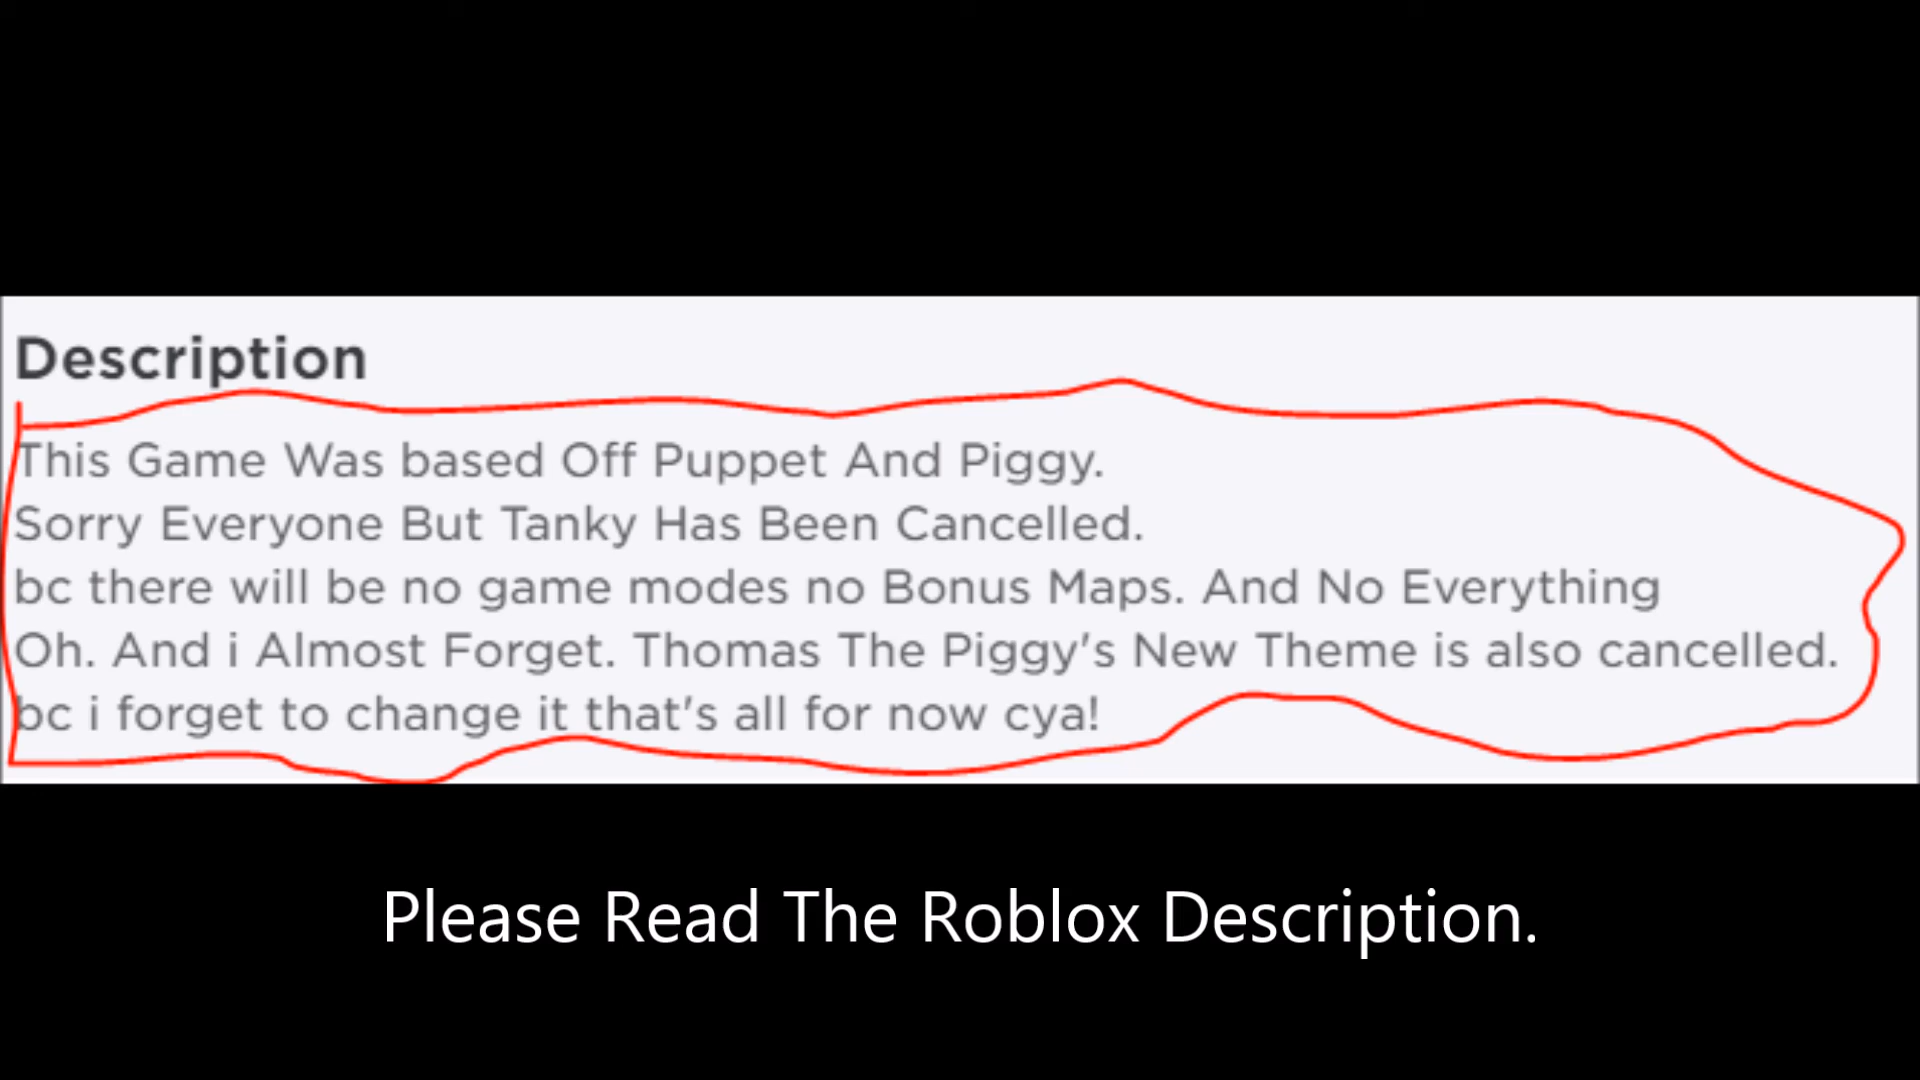 Description
This Game Was based Off Puppet And Piggy.
Sorry Everyone But Tanky Has Been Cancelled.
bc there will be no game modes no Bonus Maps. And No Everything
Oh. And i Almost Forget. Thomas The Piggy's New Theme is also cancelled.
bc i forget to change it that's all for now cya!
Please Read The Roblox Description.